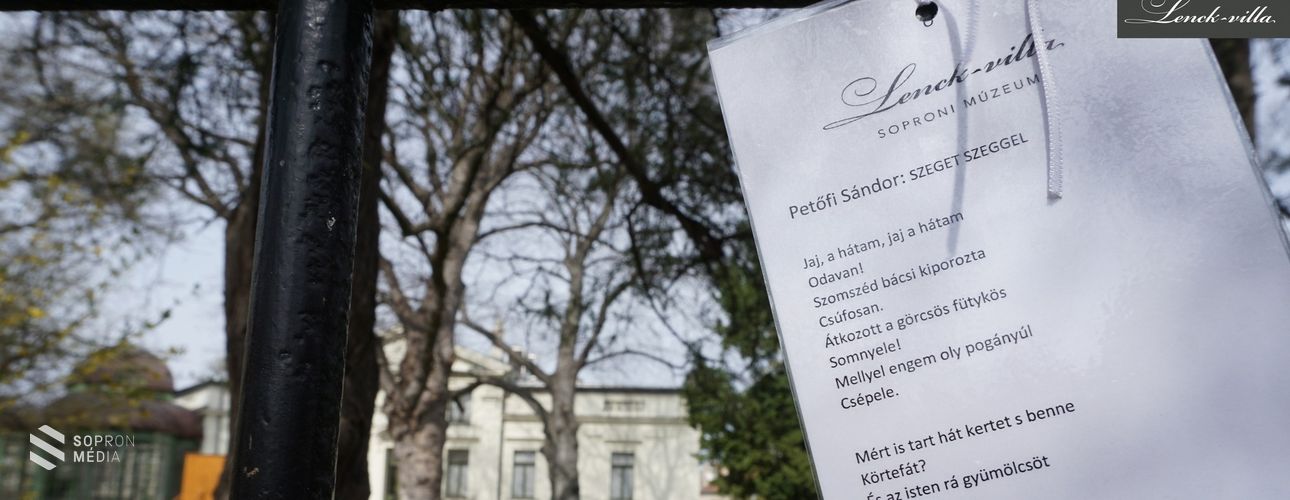 Lenck-villa
Lenck-villa
SOPRONI MÚZEUM
Petőfi Sándor: SZEGET SZEGGEL
Jaj, a hátam, jaj a hátam
Odavan!
Szomszéd bácsi kiporozta
Csúfosan.
Átkozott a görcsös fütykös
Somnyele!
Mellyel engem oly pogányúl
Csépele.
Mért is tart hát kertet s benne
Körtefát?
És az isten rá gyümölcsöt
SOPRON
MÉDIA